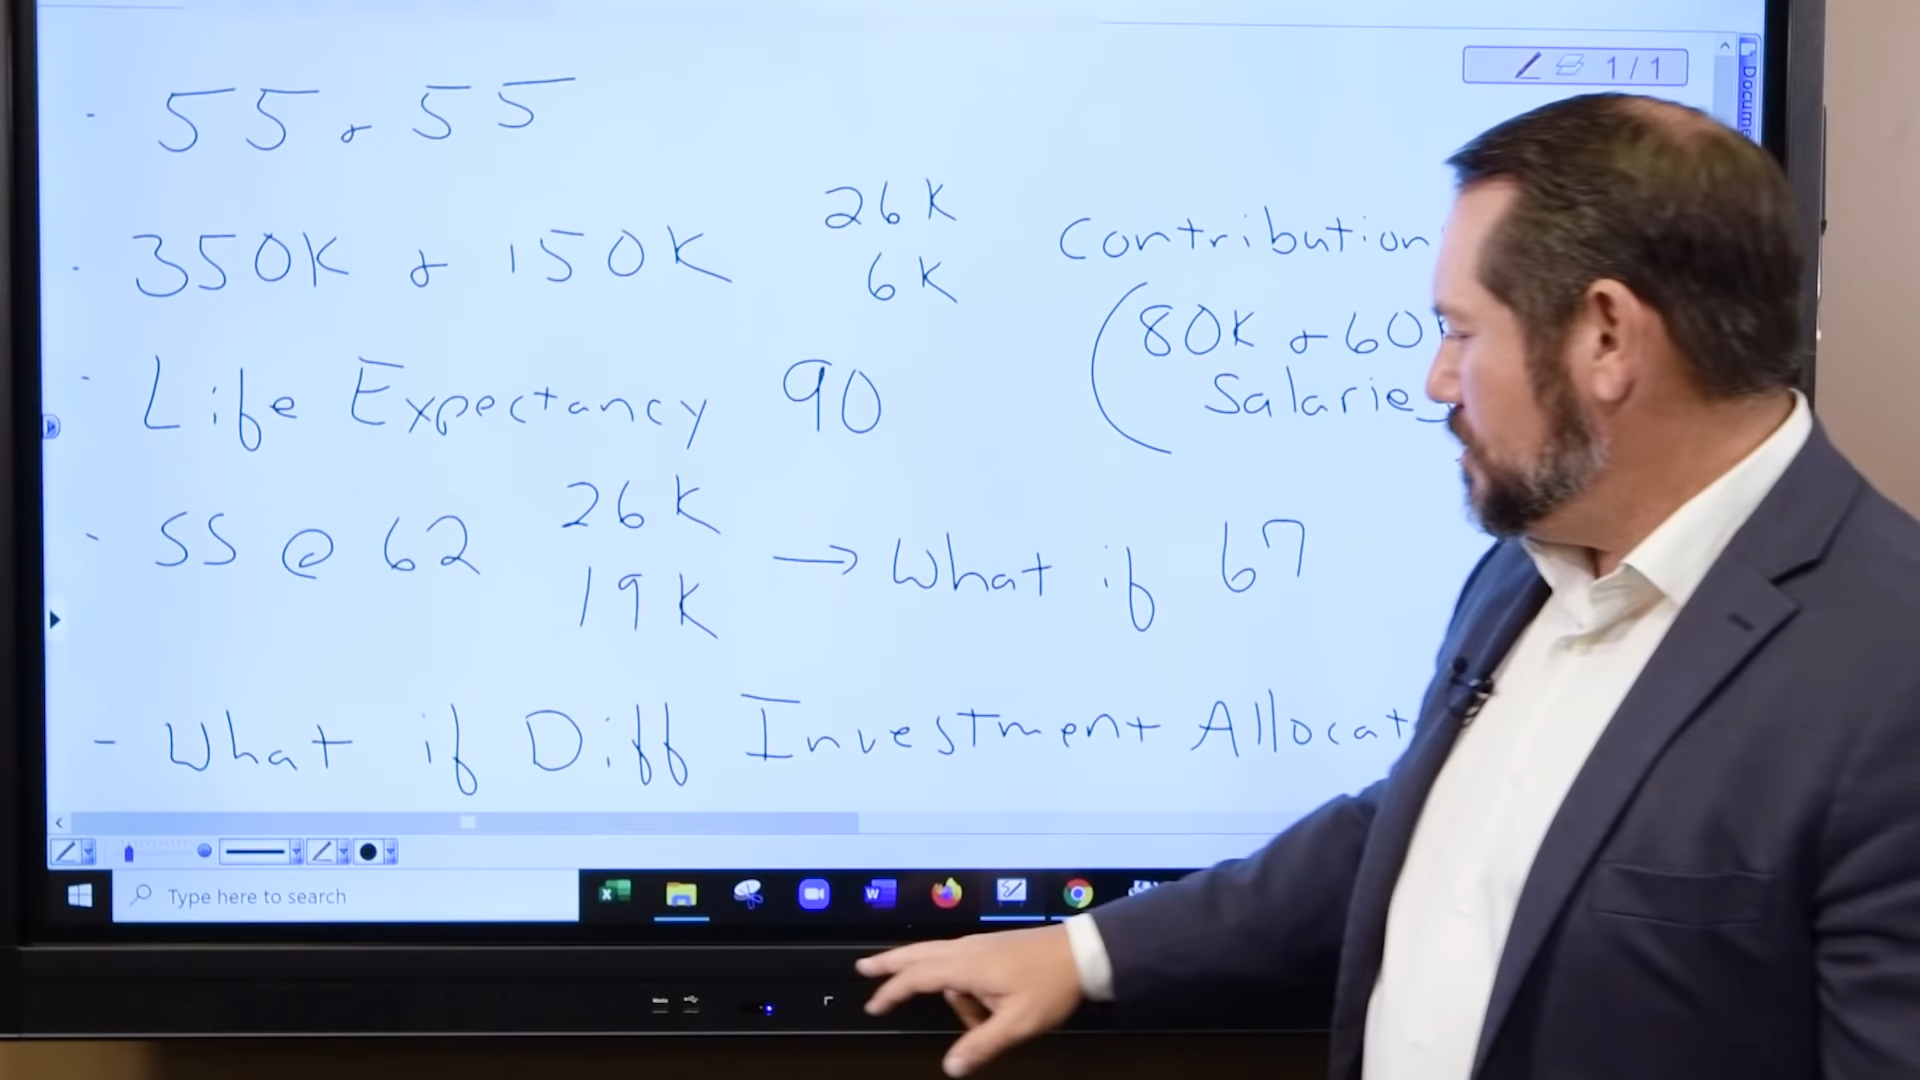 1/1
Docum
- 55 & 55
- 350K & 150K
26K
6K
Contribution
(80K & 60K
Salaries
- Life Expectancy 90
- SS @ 62
26K
19K
→ What if 67
- What if Diff Investment Allocat
Type here to search